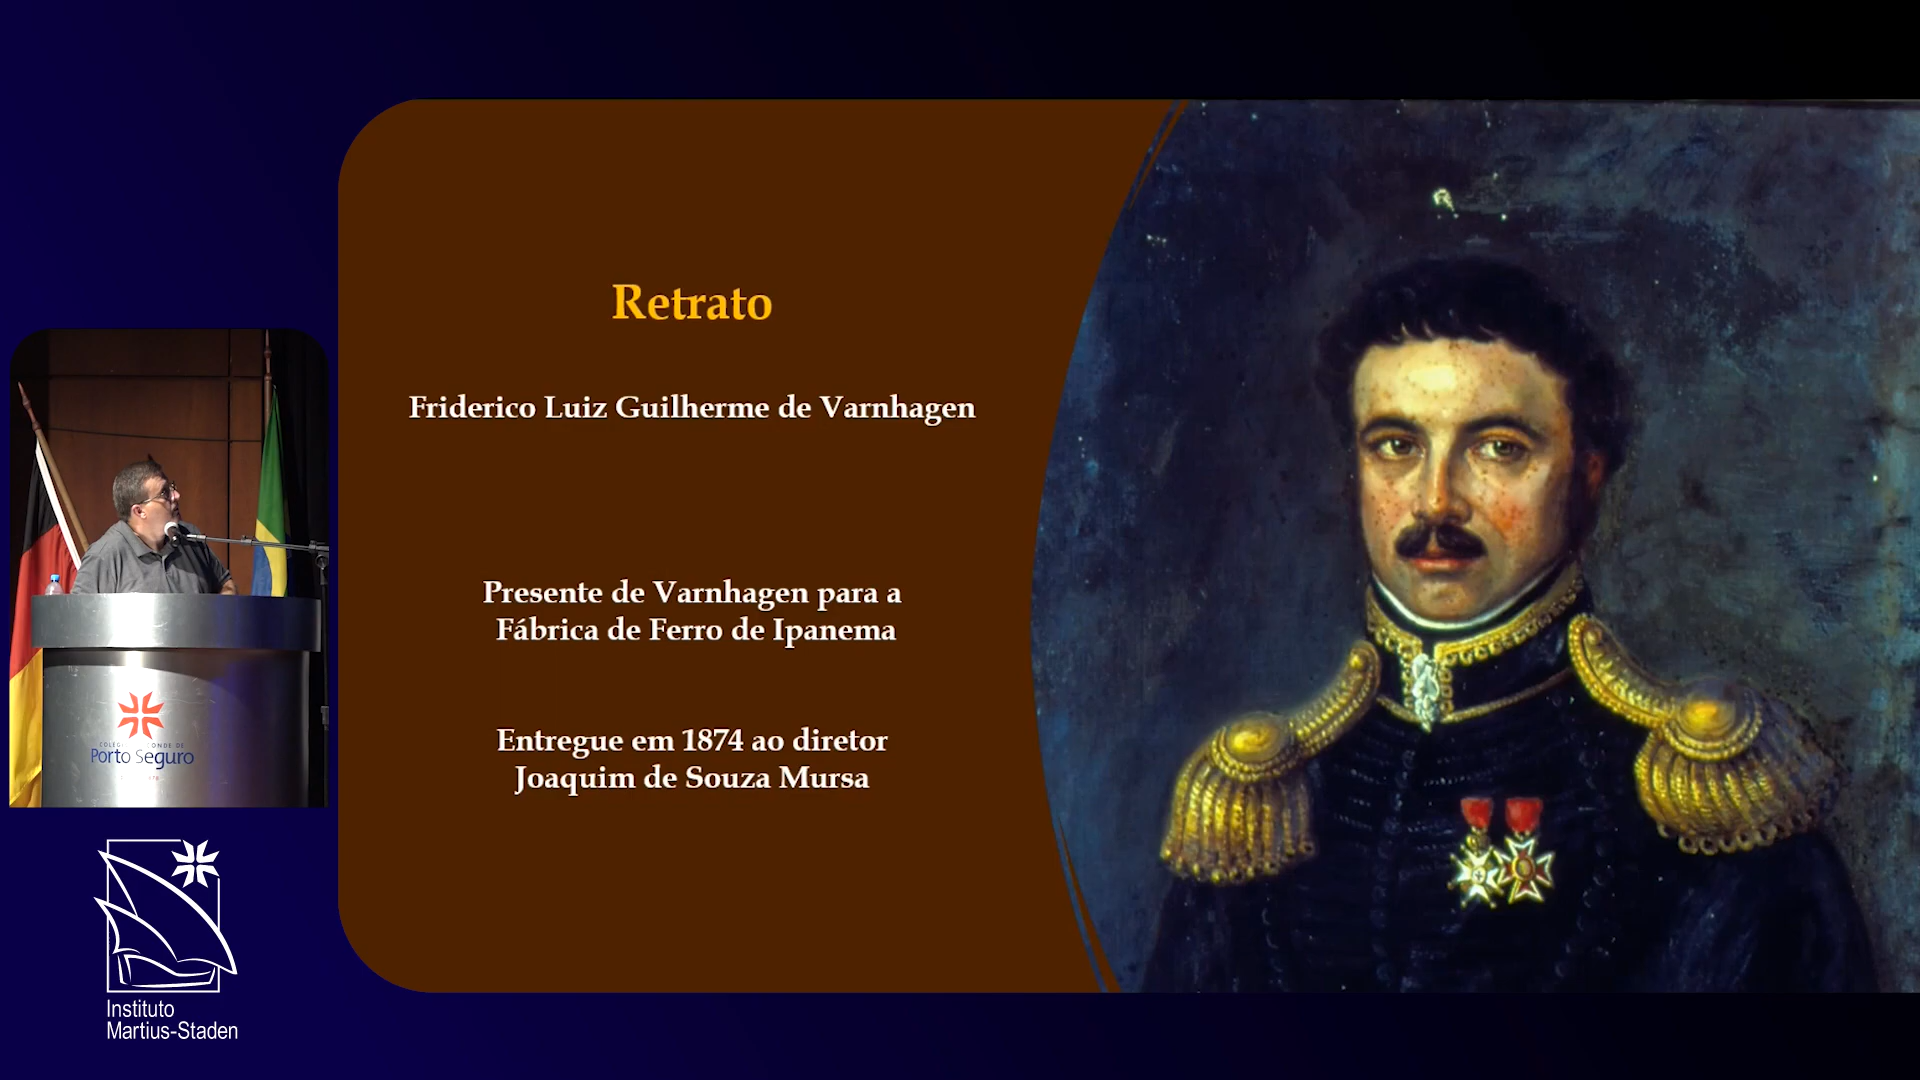 Retrato
Friderico Luiz Guilherme de Varnhagen
Presente de Varnhagen para a
Fábrica de Ferro de Ipanema
Entregue em 1874 ao diretor
Joaquim de Souza Mursa
Porto Seguro
Instituto
Martius-Staden